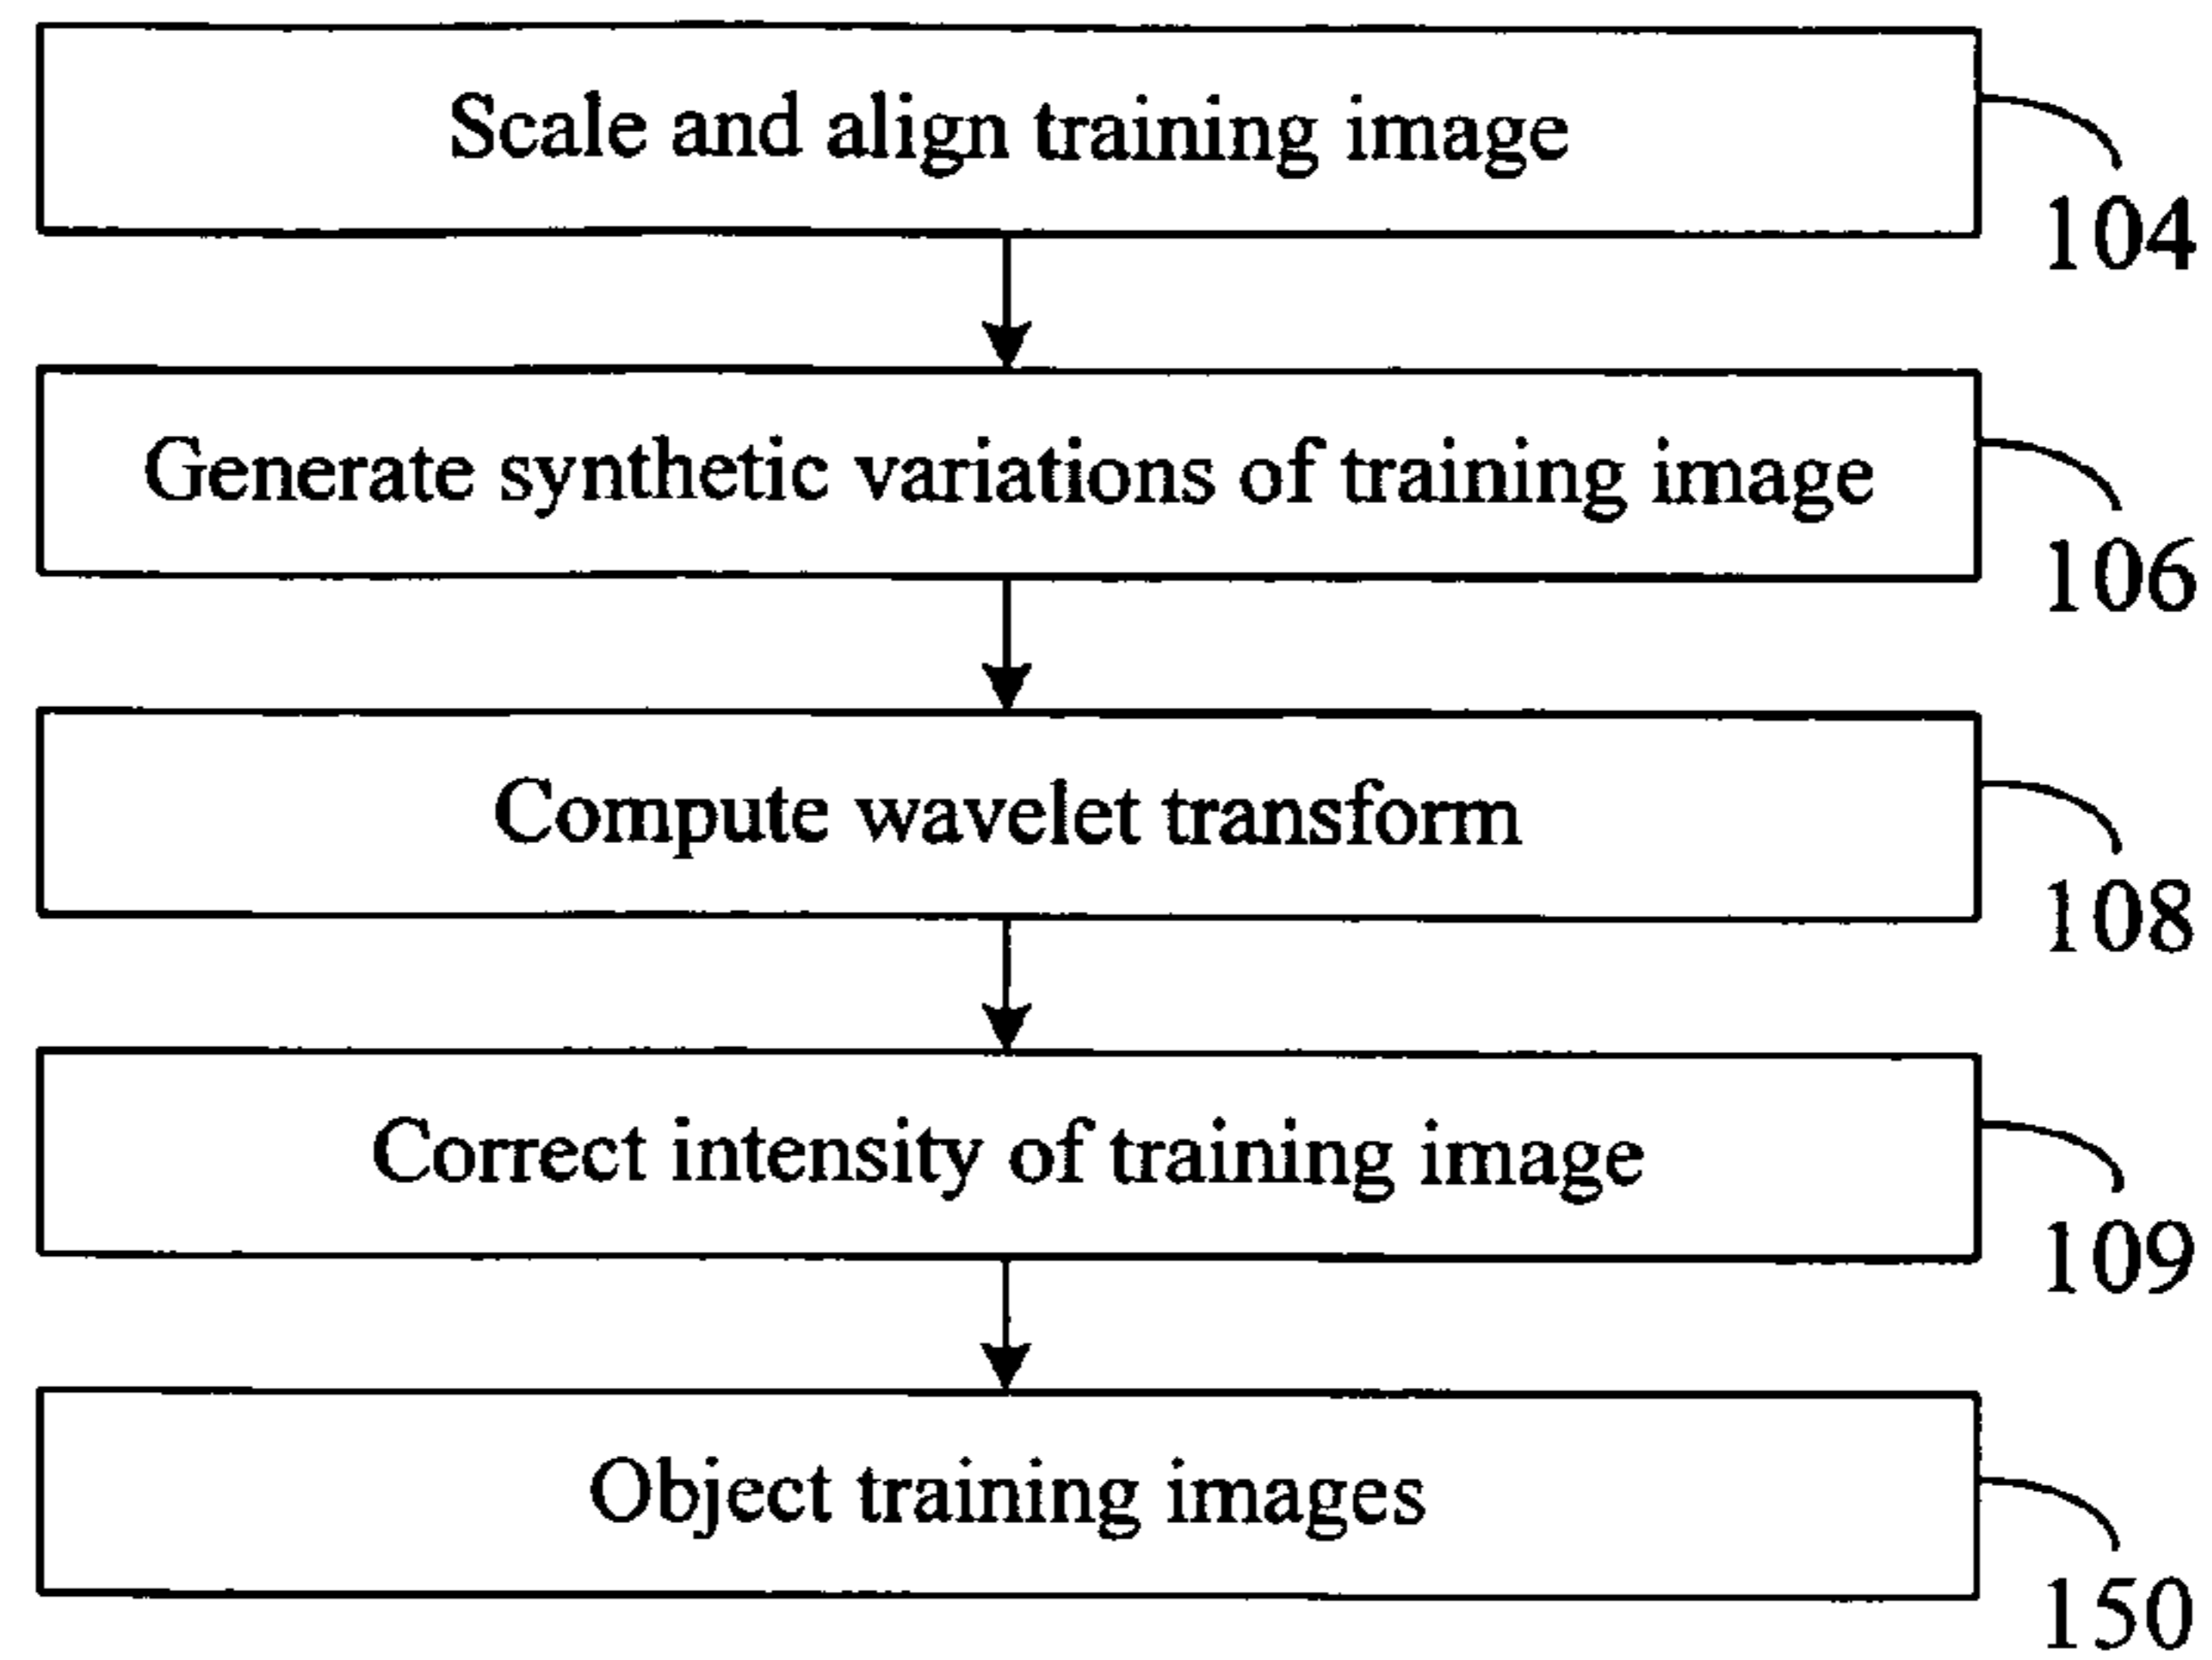 Scale and align training image
104
Generate synthetic variations of training image
106
Compute wavelet transform
108
Correct intensity of training image
109
Object training images
150